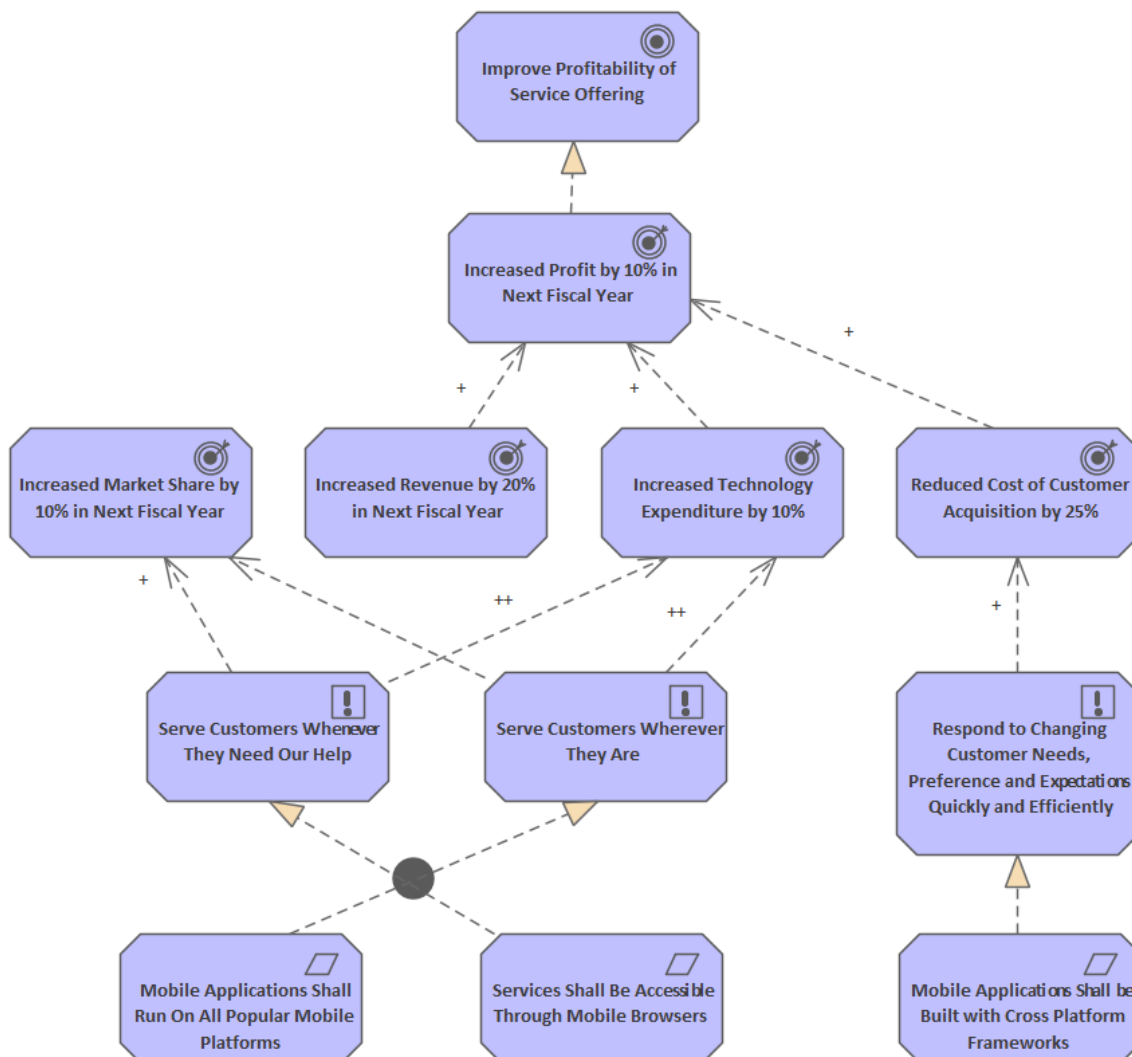 Improve Profitability of
Service Offering
Increased Profit by 10% in
Next Fiscal Year
+
+
+
Increased Market Share by
10% in Next Fiscal Year
Increased Revenue by 20%
in Next Fiscal Year
Increased Technology
Expenditure by 10%
Reduced Cost of Customer
Acquisition by 25%
+
++
++
+
Serve Customers Whenever
They Need Our Help
Serve Customers Wherever
They Are
Respond to Changing
Customer Needs,
Preference and Expectations
Quickly and Efficiently
Mobile Applications Shall
Run On All Popular Mobile
Platforms
Services Shall Be Accessible
Through Mobile Browsers
Mobile Applications Shall be
Built with Cross Platform
Frameworks